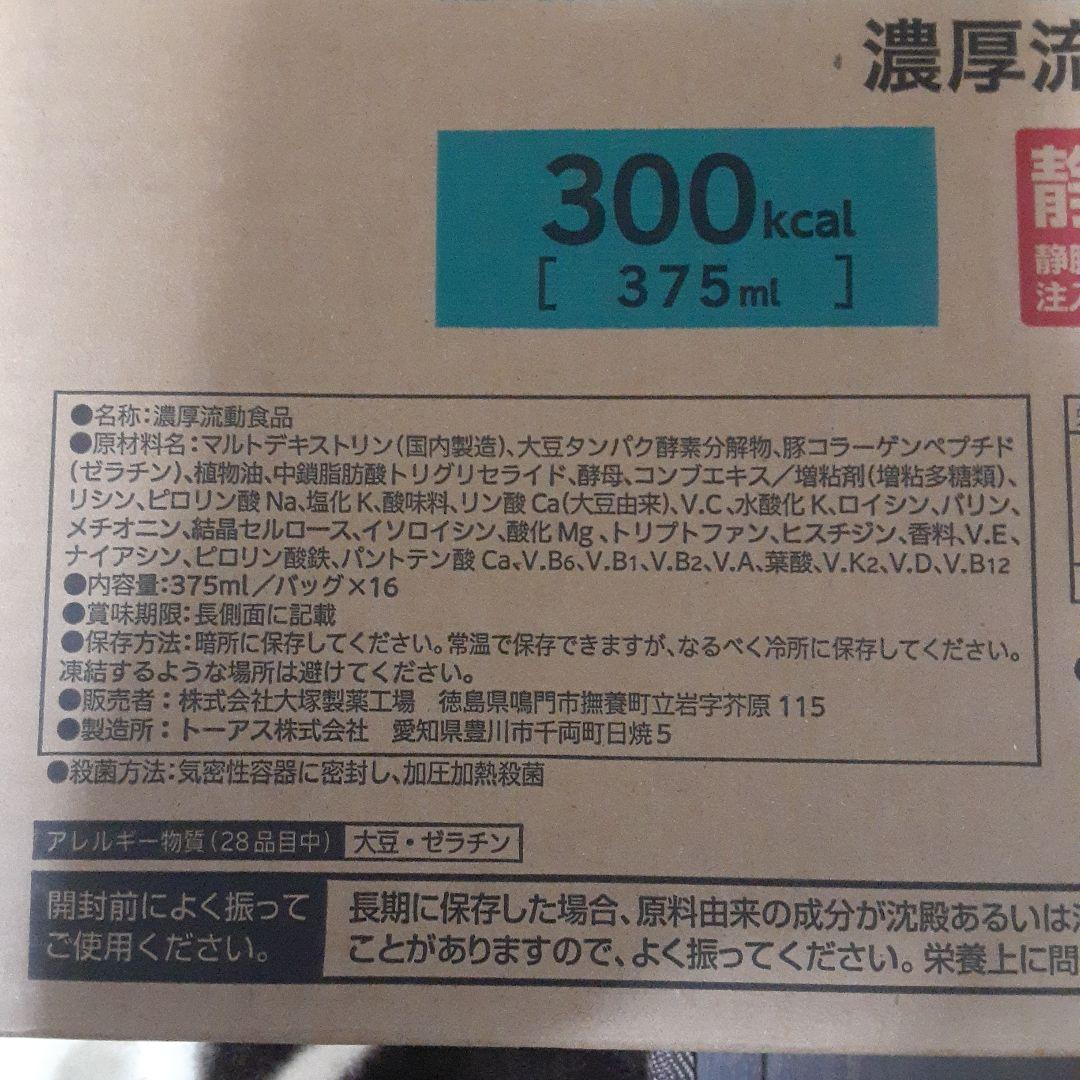 濃厚流
300kcal
[ 375ml ]
静
静脈
注入
●名称:濃厚流動食品
●原材料名:マルトデキストリン(国内製造)、大豆タンパク酵素分解物、豚コラーゲンペプチド
(ゼラチン)、植物油、中鎖脂肪酸トリグリセライド、酵母、コンブエキス/増粘剤(増粘多糖類)、
リシン、ピロリン酸Na、塩化K、酸味料、リン酸Ca(大豆由来)、V.C、水酸化K、ロイシン、バリン、
メチオニン、結晶セルロース、イソロイシン、酸化Mg、トリプトファン、ヒスチジン、香料、V.E、
ナイアシン、ピロリン酸鉄、パントテン酸Ca、V.B6、V.B1、V.B2、V.A、葉酸、V.K2、V.D、V.B12
●内容量:375ml/バッグ×16
●賞味期限:長側面に記載
●保存方法:暗所に保存してください。常温で保存できますが、なるべく冷所に保存してください。
凍結するような場所は避けてください。
●販売者:株式会社大塚製薬工場 徳島県鳴門市撫養町立岩字芥原115
●製造所:トーアス株式会社 愛知県豊川市千両町日焼5
●殺菌方法:気密性容器に密封し、加圧加熱殺菌
アレルギー物質(28品目中) 大豆・ゼラチン
開封前によく振って
ご使用ください。
長期に保存した場合、原料由来の成分が沈殿あるいは
ことがありますので、よく振ってください。栄養上に問